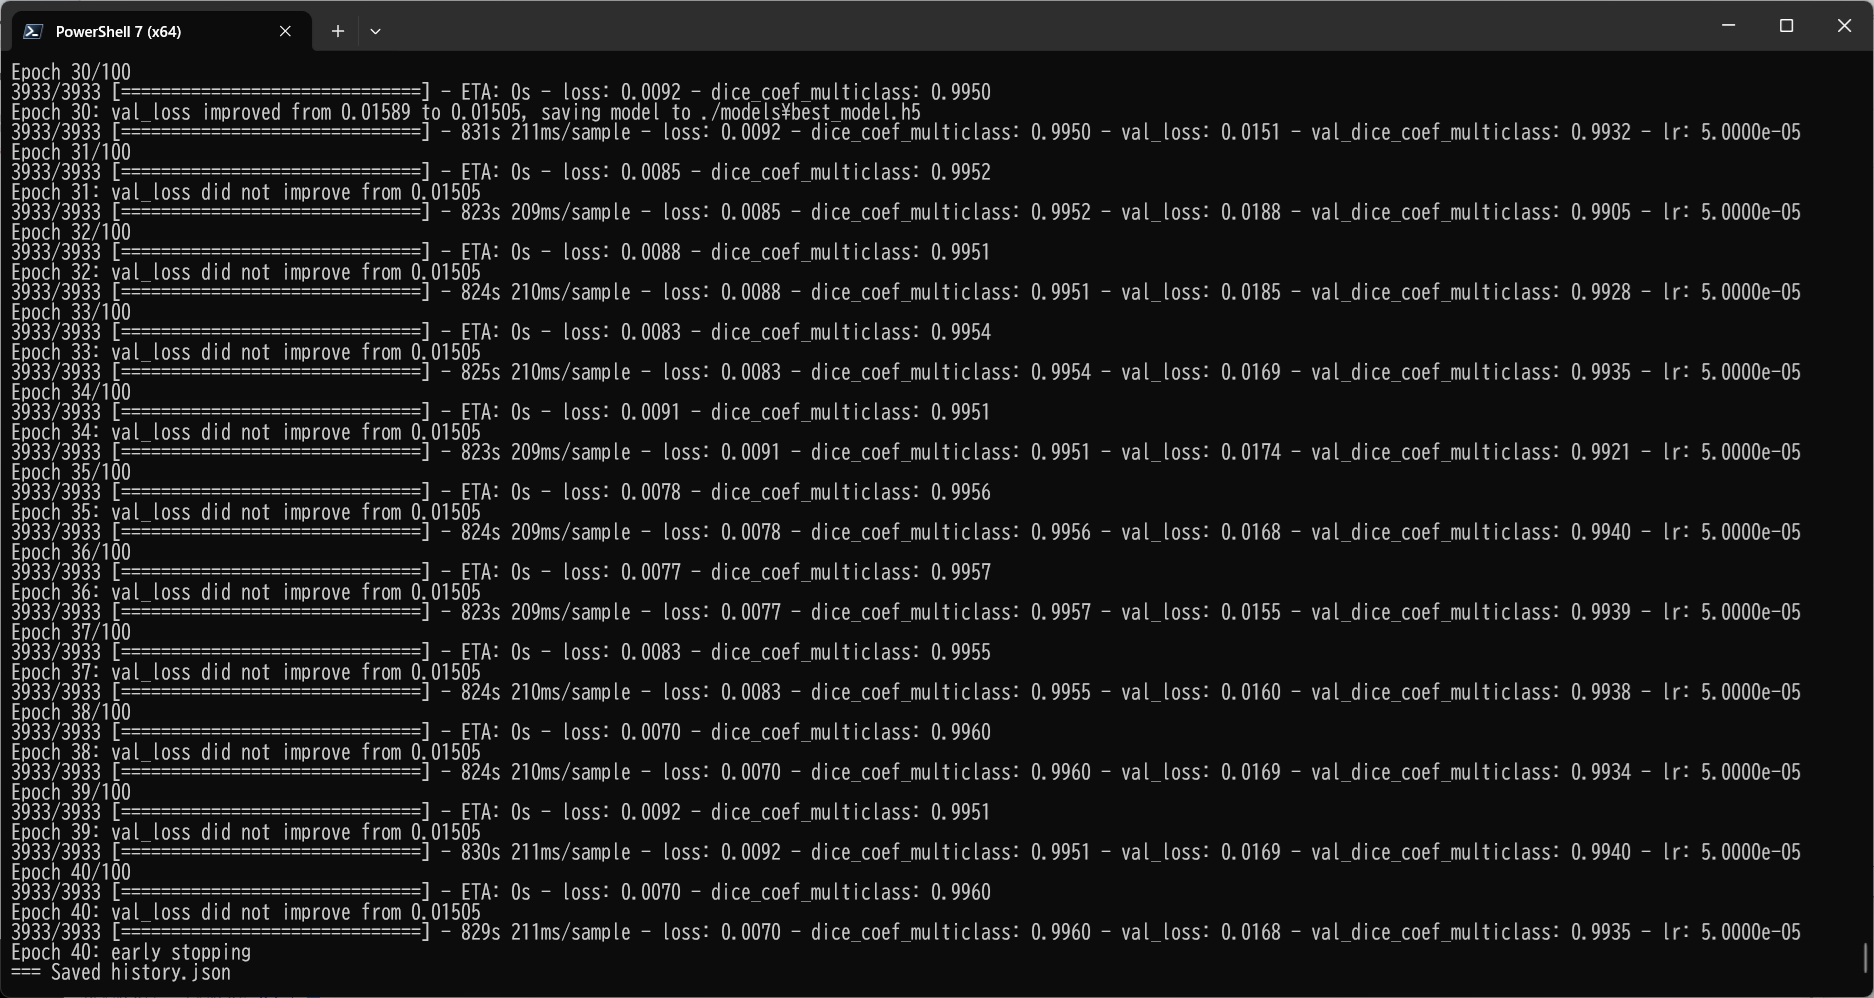 PowerShell 7 (x64)
Epoch 30/100
3933/3933 [==============================] - ETA: 0s - loss: 0.0092 - dice_coef_multiclass: 0.9950
Epoch 30: val_loss improved from 0.01589 to 0.01505, saving model to ./models¥best_model.h5
3933/3933 [==============================] - 831s 211ms/sample - loss: 0.0092 - dice_coef_multiclass: 0.9950 - val_loss: 0.0151 - val_dice_coef_multiclass: 0.9932 - lr: 5.0000e-05
Epoch 31/100
3933/3933 [==============================] - ETA: 0s - loss: 0.0085 - dice_coef_multiclass: 0.9952
Epoch 31: val_loss did not improve from 0.01505
3933/3933 [==============================] - 823s 209ms/sample - loss: 0.0085 - dice_coef_multiclass: 0.9952 - val_loss: 0.0188 - val_dice_coef_multiclass: 0.9905 - lr: 5.0000e-05
Epoch 32/100
3933/3933 [==============================] - ETA: 0s - loss: 0.0088 - dice_coef_multiclass: 0.9951
Epoch 32: val_loss did not improve from 0.01505
3933/3933 [==============================] - 824s 210ms/sample - loss: 0.0088 - dice_coef_multiclass: 0.9951 - val_loss: 0.0185 - val_dice_coef_multiclass: 0.9928 - lr: 5.0000e-05
Epoch 33/100
3933/3933 [==============================] - ETA: 0s - loss: 0.0083 - dice_coef_multiclass: 0.9954
Epoch 33: val_loss did not improve from 0.01505
3933/3933 [==============================] - 825s 210ms/sample - loss: 0.0083 - dice_coef_multiclass: 0.9954 - val_loss: 0.0169 - val_dice_coef_multiclass: 0.9935 - lr: 5.0000e-05
Epoch 34/100
3933/3933 [==============================] - ETA: 0s - loss: 0.0091 - dice_coef_multiclass: 0.9951
Epoch 34: val_loss did not improve from 0.01505
3933/3933 [==============================] - 823s 209ms/sample - loss: 0.0091 - dice_coef_multiclass: 0.9951 - val_loss: 0.0174 - val_dice_coef_multiclass: 0.9921 - lr: 5.0000e-05
Epoch 35/100
3933/3933 [==============================] - ETA: 0s - loss: 0.0078 - dice_coef_multiclass: 0.9956
Epoch 35: val_loss did not improve from 0.01505
3933/3933 [==============================] - 824s 209ms/sample - loss: 0.0078 - dice_coef_multiclass: 0.9956 - val_loss: 0.0168 - val_dice_coef_multiclass: 0.9940 - lr: 5.0000e-05
Epoch 36/100
3933/3933 [==============================] - ETA: 0s - loss: 0.0077 - dice_coef_multiclass: 0.9957
Epoch 36: val_loss did not improve from 0.01505
3933/3933 [==============================] - 823s 209ms/sample - loss: 0.0077 - dice_coef_multiclass: 0.9957 - val_loss: 0.0155 - val_dice_coef_multiclass: 0.9939 - lr: 5.0000e-05
Epoch 37/100
3933/3933 [==============================] - ETA: 0s - loss: 0.0083 - dice_coef_multiclass: 0.9955
Epoch 37: val_loss did not improve from 0.01505
3933/3933 [==============================] - 824s 210ms/sample - loss: 0.0083 - dice_coef_multiclass: 0.9955 - val_loss: 0.0160 - val_dice_coef_multiclass: 0.9938 - lr: 5.0000e-05
Epoch 38/100
3933/3933 [==============================] - ETA: 0s - loss: 0.0070 - dice_coef_multiclass: 0.9960
Epoch 38: val_loss did not improve from 0.01505
3933/3933 [==============================] - 824s 210ms/sample - loss: 0.0070 - dice_coef_multiclass: 0.9960 - val_loss: 0.0169 - val_dice_coef_multiclass: 0.9934 - lr: 5.0000e-05
Epoch 39/100
3933/3933 [==============================] - ETA: 0s - loss: 0.0092 - dice_coef_multiclass: 0.9951
Epoch 39: val_loss did not improve from 0.01505
3933/3933 [==============================] - 830s 211ms/sample - loss: 0.0092 - dice_coef_multiclass: 0.9951 - val_loss: 0.0169 - val_dice_coef_multiclass: 0.9940 - lr: 5.0000e-05
Epoch 40/100
3933/3933 [==============================] - ETA: 0s - loss: 0.0070 - dice_coef_multiclass: 0.9960
Epoch 40: val_loss did not improve from 0.01505
3933/3933 [==============================] - 829s 211ms/sample - loss: 0.0070 - dice_coef_multiclass: 0.9960 - val_loss: 0.0168 - val_dice_coef_multiclass: 0.9935 - lr: 5.0000e-05
Epoch 40: early stopping
=== Saved history.json